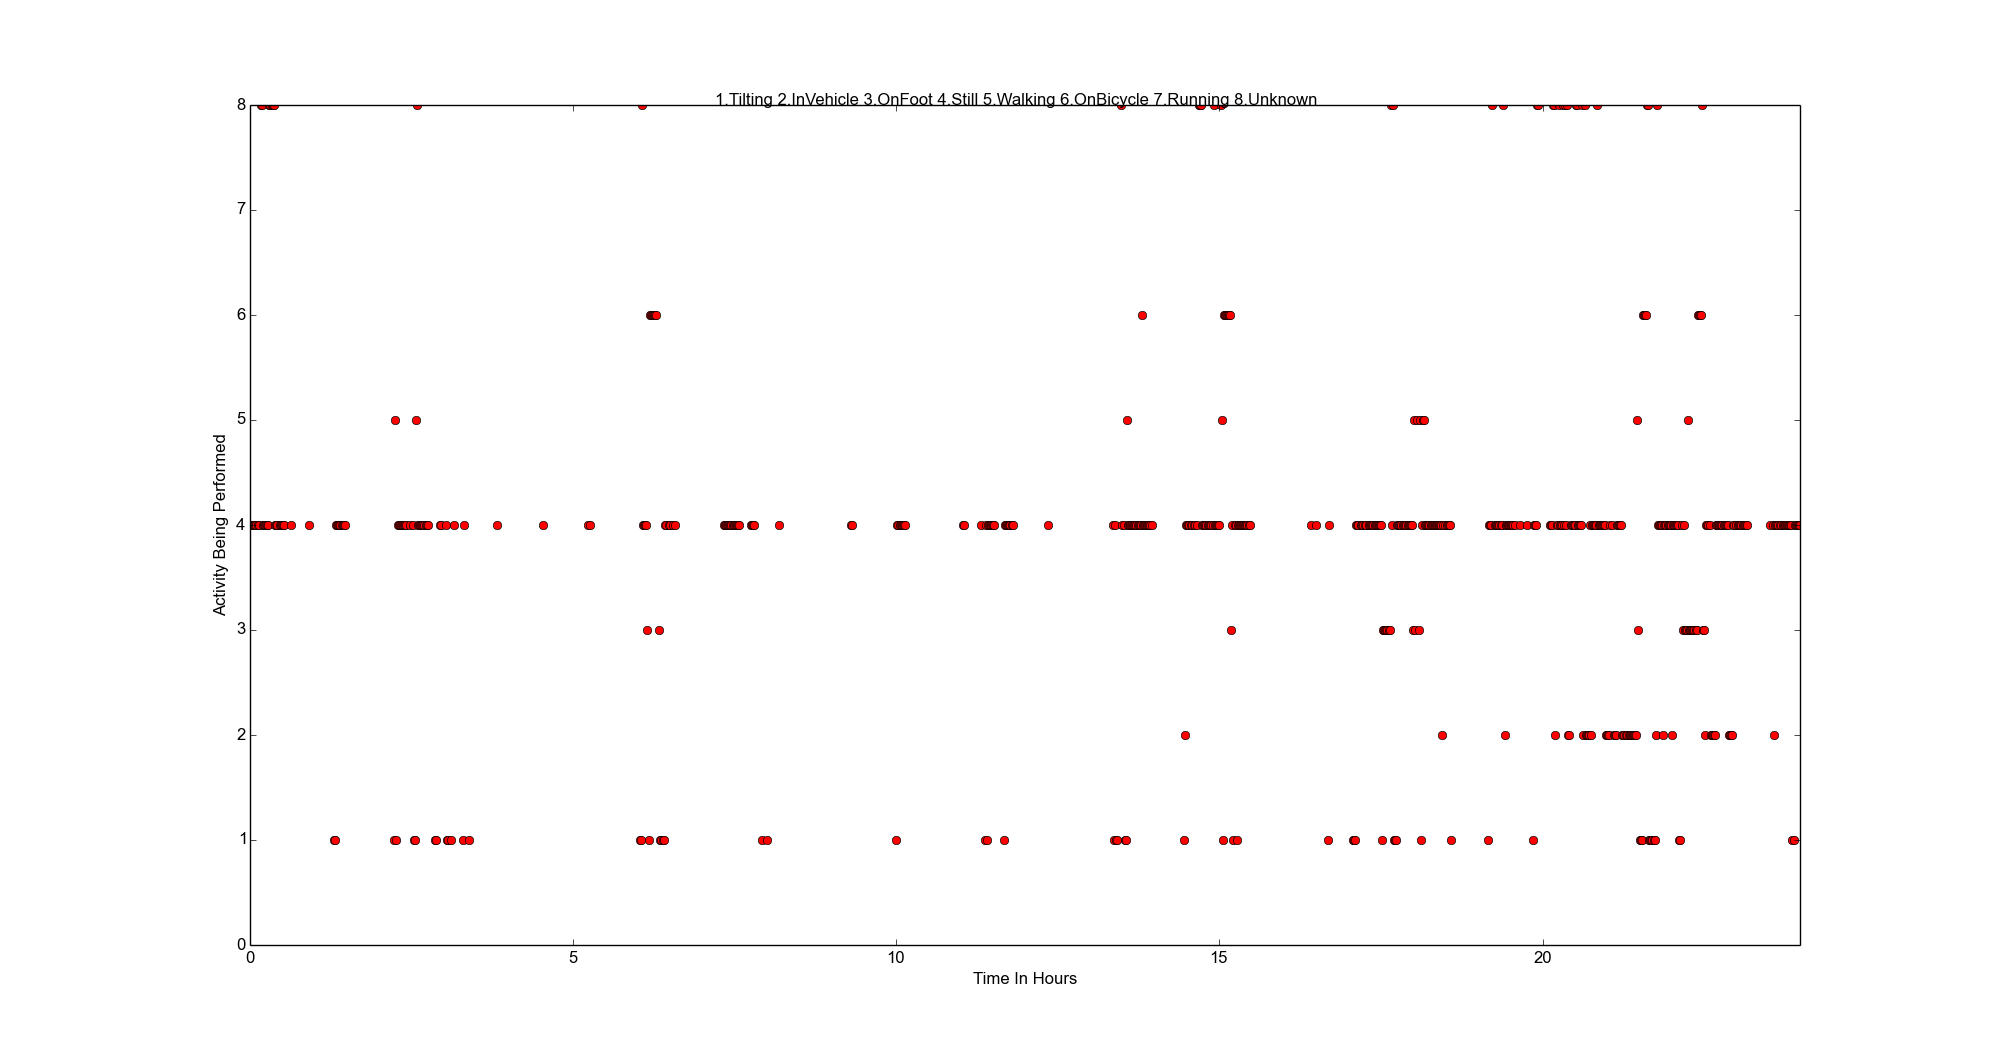 1.Tilting 2.InVehicle 3.OnFoot 4.Still 5.Walking 6.OnBicycle 7.Running 8.Unknown
8
7
6
5
4
3
2
1
0
Activity Being Performed
0 5 10 15 20
Time In Hours